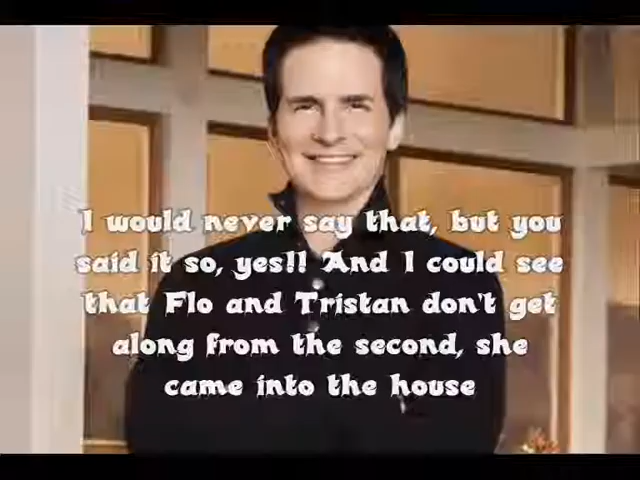 I would never say that, but you
said it so, yes!! And I could see
that Flo and Tristan don't get
along from the second, she
came into the house